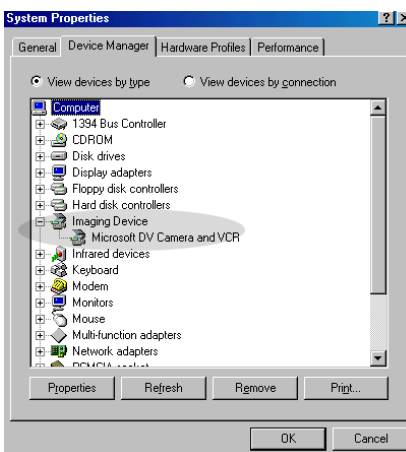 System Properties
General Device Manager Hardware Profiles Performance
View devices by type View devices by connection
Computer
1394 Bus Controller
CDROM
Disk drives
Display adapters
Floppy disk controllers
Hard disk controllers
Imaging Device
Microsoft DV Camera and VCR
Infrared devices
Keyboard
Modem
Monitors
Mouse
Multi-function adapters
Network adapters
PCMCIA socket
Properties Refresh Remove Print...
OK Cancel